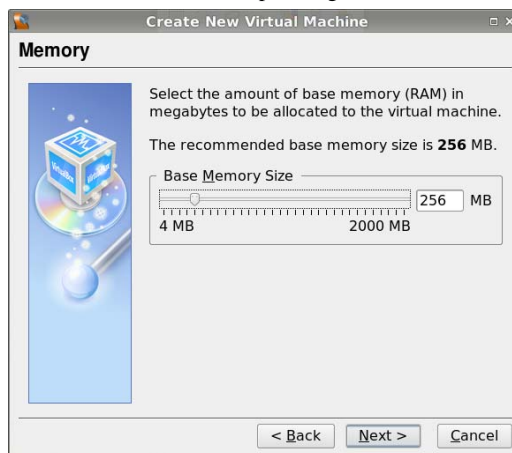 Create New Virtual Machine
Memory
Select the amount of base memory (RAM) in
megabytes to be allocated to the virtual machine.
The recommended base memory size is 256 MB.
Base Memory Size
256 MB
4 MB 2000 MB
VirtualBox
< Back Next > Cancel